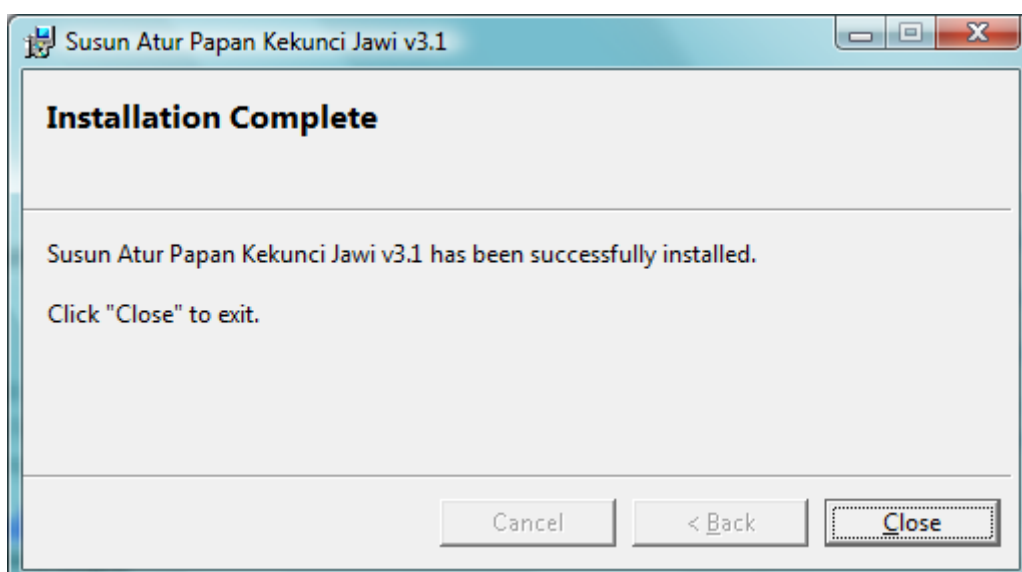 Susun Atur Papan Kekunci Jawi v3.1
Installation Complete
Susun Atur Papan Kekunci Jawi v3.1 has been successfully installed.
Click "Close" to exit.
Cancel
< Back
Close